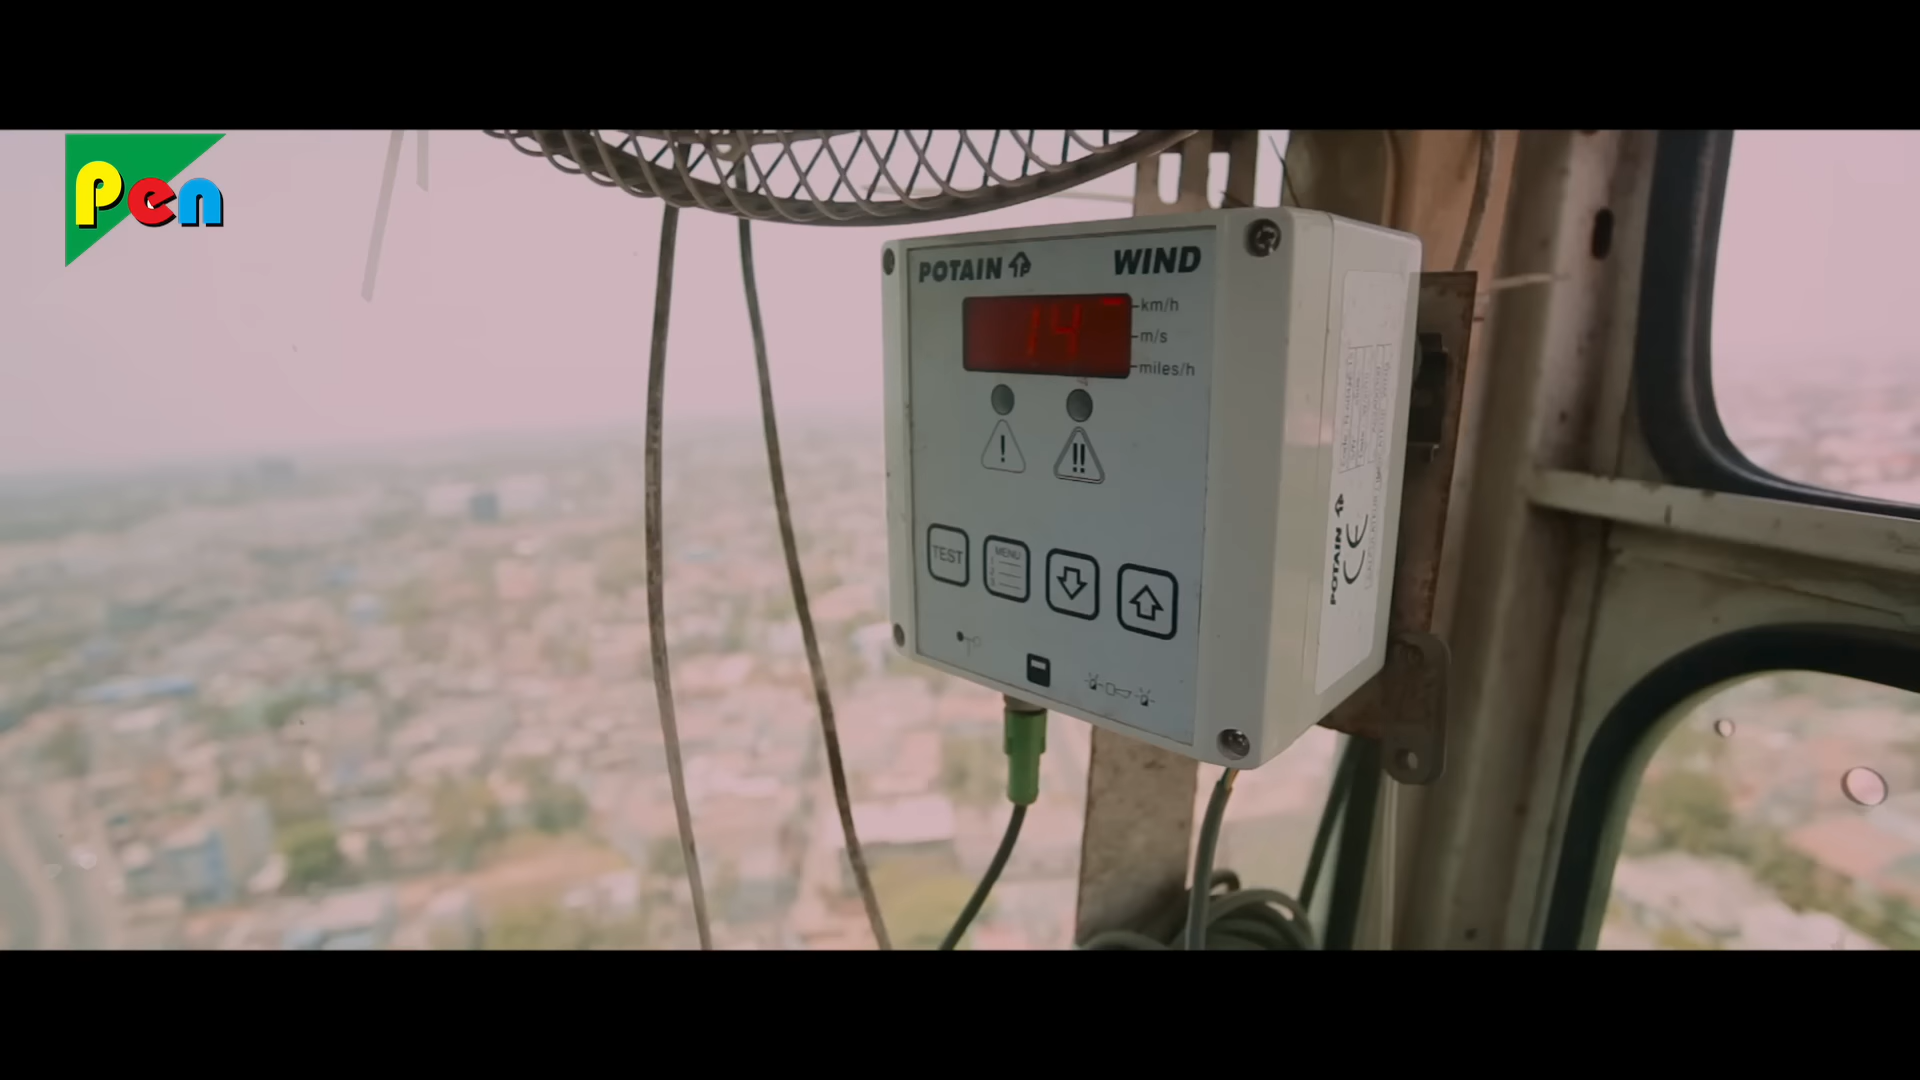 Pen
POTAIN WIND
14
km/h
m/s
miles/h
!
!!
TEST
MENU
POTAIN
CE